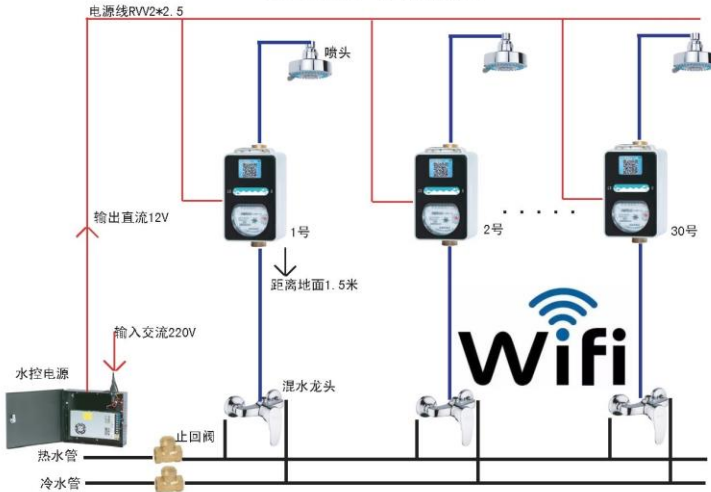 电源线RVV2*2.5
喷头
1号
2号
30号
输出直流12V
距离地面1.5米
Wifi
输入交流220V
水控电源
混水龙头
止回阀
热水管
冷水管